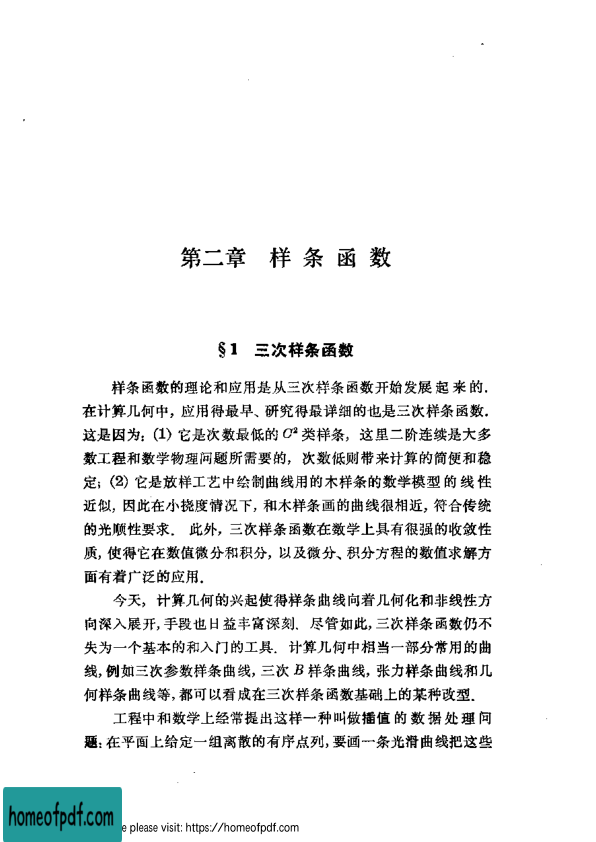 第二章 样条函数
§1 三次样条函数
样条函数的理论和应用是从三次样条函数开始发展起来的.
在计算几何中, 应用得最早、研究得最详细的也是三次样条函数.
这是因为: (1) 它是次数最低的 C² 类样条, 这里二阶连续是大多
数工程和数学物理问题所需要的, 次数低则带来计算的简便和稳
定; (2) 它是放样工艺中绘制曲线用的木样条的数学模型的线性
近似, 因此在小挠度情况下, 和木样条画的曲线很相近, 符合传统
的光顺性要求. 此外, 三次样条函数在数学上具有很强的收敛性
质, 使得它在数值微分和积分, 以及微分、积分方程的数值求解方
面有着广泛的应用.
今天, 计算几何的兴起使得样条曲线向着几何化和非线性方
向深入展开, 手段也日益丰富深刻. 尽管如此, 三次样条函数仍不
失为一个基本的和入门的工具. 计算几何中相当一部分常用的曲
线, 例如三次参数样条曲线, 三次 B 样条曲线, 张力样条曲线和几
何样条曲线等, 都可以看成在三次样条函数基础上的某种改型.
工程中和数学上经常提出这样一种叫做插值的数据处理问
题: 在平面上给定一组离散的有序点列, 要画一条光滑曲线把这些
homeofpdf.com
e please visit: https://homeofpdf.com